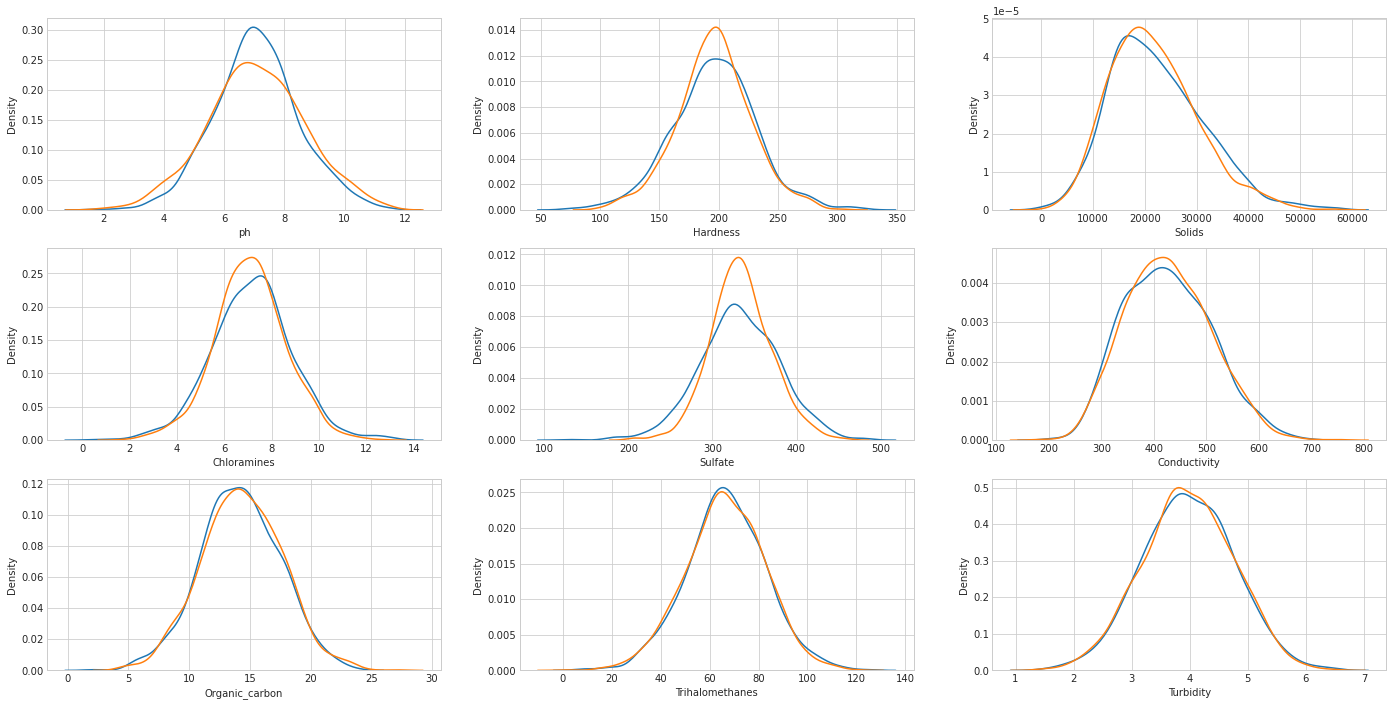 0.30
0.25
0.20
0.15
0.10
0.05
0.00
Density
2 4 6 8 10 12
ph
0.014
0.012
0.010
0.008
0.006
0.004
0.002
0.000
Density
50 100 150 200 250 300 350
Hardness
1e−5
5
4
3
2
1
0
Density
0 10000 20000 30000 40000 50000 60000
Solids
0.25
0.20
0.15
0.10
0.05
0.00
Density
0 2 4 6 8 10 12 14
Chloramines
0.012
0.010
0.008
0.006
0.004
0.002
0.000
Density
100 200 300 400 500
Sulfate
0.004
0.003
0.002
0.001
0.000
Density
100 200 300 400 500 600 700 800
Conductivity
0.12
0.10
0.08
0.06
0.04
0.02
0.00
Density
0 5 10 15 20 25 30
Organic_carbon
0.025
0.020
0.015
0.010
0.005
0.000
Density
0 20 40 60 80 100 120 140
Trihalomethanes
0.5
0.4
0.3
0.2
0.1
0.0
Density
1 2 3 4 5 6 7
Turbidity